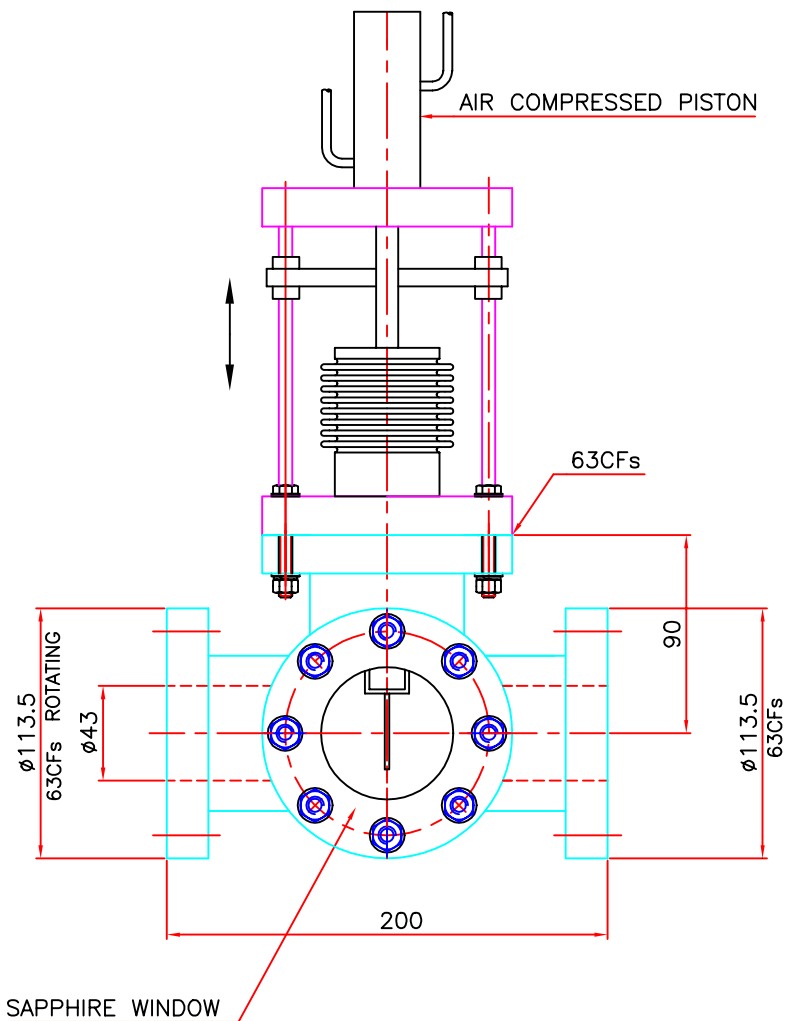 AIR COMPRESSED PISTON
63CFs
90
ø113.5
63CFs ROTATING
ø43
ø113.5
63CFs
200
SAPPHIRE WINDOW